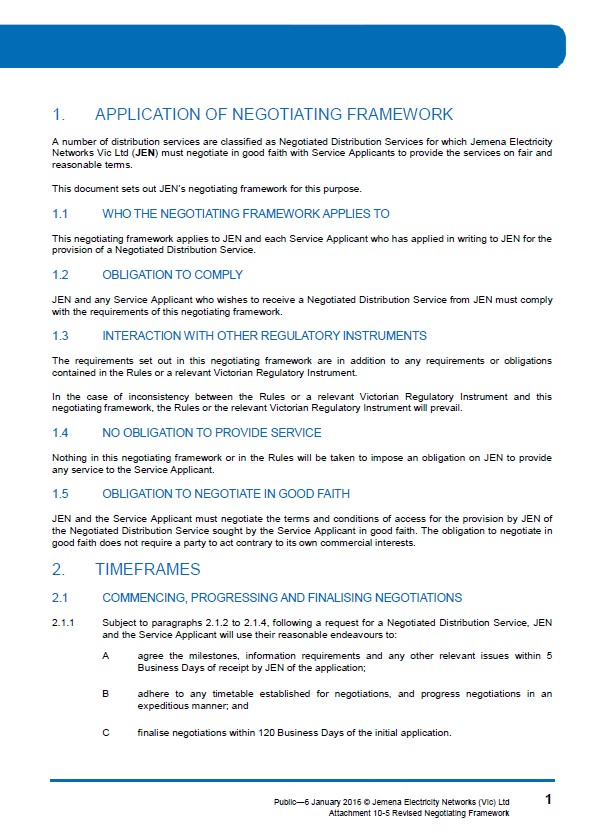 1. APPLICATION OF NEGOTIATING FRAMEWORK
A number of distribution services are classified as Negotiated Distribution Services for which Jemena Electricity
Networks Vic Ltd (JEN) must negotiate in good faith with Service Applicants to provide the services on fair and
reasonable terms.
This document sets out JEN's negotiating framework for this purpose.
1.1 WHO THE NEGOTIATING FRAMEWORK APPLIES TO
This negotiating framework applies to JEN and each Service Applicant who has applied in writing to JEN for the
provision of a Negotiated Distribution Service.
1.2 OBLIGATION TO COMPLY
JEN and any Service Applicant who wishes to receive a Negotiated Distribution Service from JEN must comply
with the requirements of this negotiating framework.
1.3 INTERACTION WITH OTHER REGULATORY INSTRUMENTS
The requirements set out in this negotiating framework are in addition to any requirements or obligations
contained in the Rules or a relevant Victorian Regulatory Instrument.
In the case of inconsistency between the Rules or a relevant Victorian Regulatory Instrument and this
negotiating framework, the Rules or the relevant Victorian Regulatory Instrument will prevail.
1.4 NO OBLIGATION TO PROVIDE SERVICE
Nothing in this negotiating framework or in the Rules will be taken to impose an obligation on JEN to provide
any service to the Service Applicant.
1.5 OBLIGATION TO NEGOTIATE IN GOOD FAITH
JEN and the Service Applicant must negotiate the terms and conditions of access for the provision by JEN of
the Negotiated Distribution Service sought by the Service Applicant in good faith. The obligation to negotiate in
good faith does not require a party to act contrary to its own commercial interests.
2. TIMEFRAMES
2.1 COMMENCING, PROGRESSING AND FINALISING NEGOTIATIONS
2.1.1 Subject to paragraphs 2.1.2 to 2.1.4, following a request for a Negotiated Distribution Service, JEN
and the Service Applicant will use their reasonable endeavours to:
A agree the milestones, information requirements and any other relevant issues within 5
Business Days of receipt by JEN of the application;
B adhere to any timetable established for negotiations, and progress negotiations in an
expeditious manner; and
C finalise negotiations within 120 Business Days of the initial application.
Public—6 January 2016 © Jemena Electricity Networks (Vic) Ltd 1
Attachment 10-5 Revised Negotiating Framework